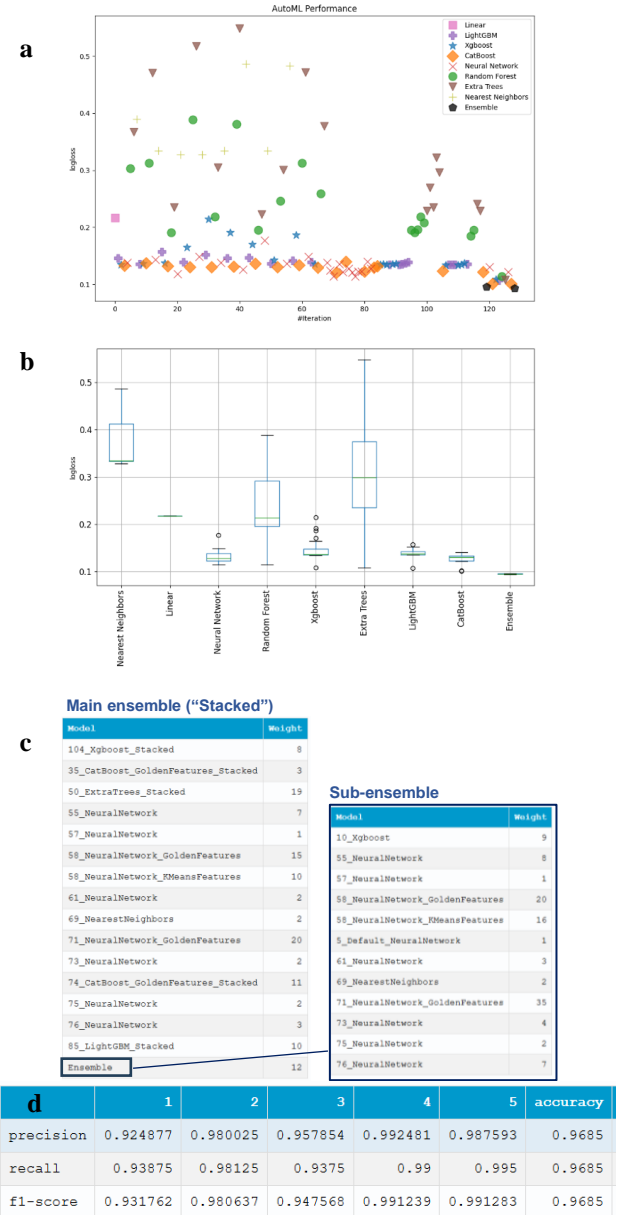 AutoML Performance
a
Linear
LightGBM
Xgboost
CatBoost
Neural Network
Random Forest
Extra Trees
Nearest Neighbors
Ensemble
0.5
0.4
0.3
0.2
0.1
logloss
0 20 40 60 80 100 120
#Iteration
b
0.5
0.4
0.3
0.2
0.1
logloss
Nearest Neighbors
Linear
Neural Network
Random Forest
Xgboost
Extra Trees
LightGBM
CatBoost
Ensemble
Main ensemble (“Stacked”)
c
Model Weight
104_Xgboost_Stacked 8
35_CatBoost_GoldenFeatures_Stacked 3
50_ExtraTrees_Stacked 19
55_NeuralNetwork 7
57_NeuralNetwork 1
58_NeuralNetwork_GoldenFeatures 15
58_NeuralNetwork_KMeansFeatures 10
61_NeuralNetwork 2
69_NearestNeighbors 2
71_NeuralNetwork_GoldenFeatures 20
73_NeuralNetwork 2
74_CatBoost_GoldenFeatures_Stacked 11
75_NeuralNetwork 2
76_NeuralNetwork 3
85_LightGBM_Stacked 10
Ensemble 12
Sub-ensemble
Model Weight
10_Xgboost 9
55_NeuralNetwork 8
57_NeuralNetwork 1
58_NeuralNetwork_GoldenFeatures 20
58_NeuralNetwork_KMeansFeatures 16
5_Default_NeuralNetwork 1
61_NeuralNetwork 3
69_NearestNeighbors 2
71_NeuralNetwork_GoldenFeatures 35
73_NeuralNetwork 4
75_NeuralNetwork 2
76_NeuralNetwork 7
d 1 2 3 4 5 accuracy
precision 0.924877 0.980025 0.957854 0.992481 0.987593 0.9685
recall 0.93875 0.98125 0.9375 0.99 0.995 0.9685
f1-score 0.931762 0.980637 0.947568 0.991239 0.991283 0.9685